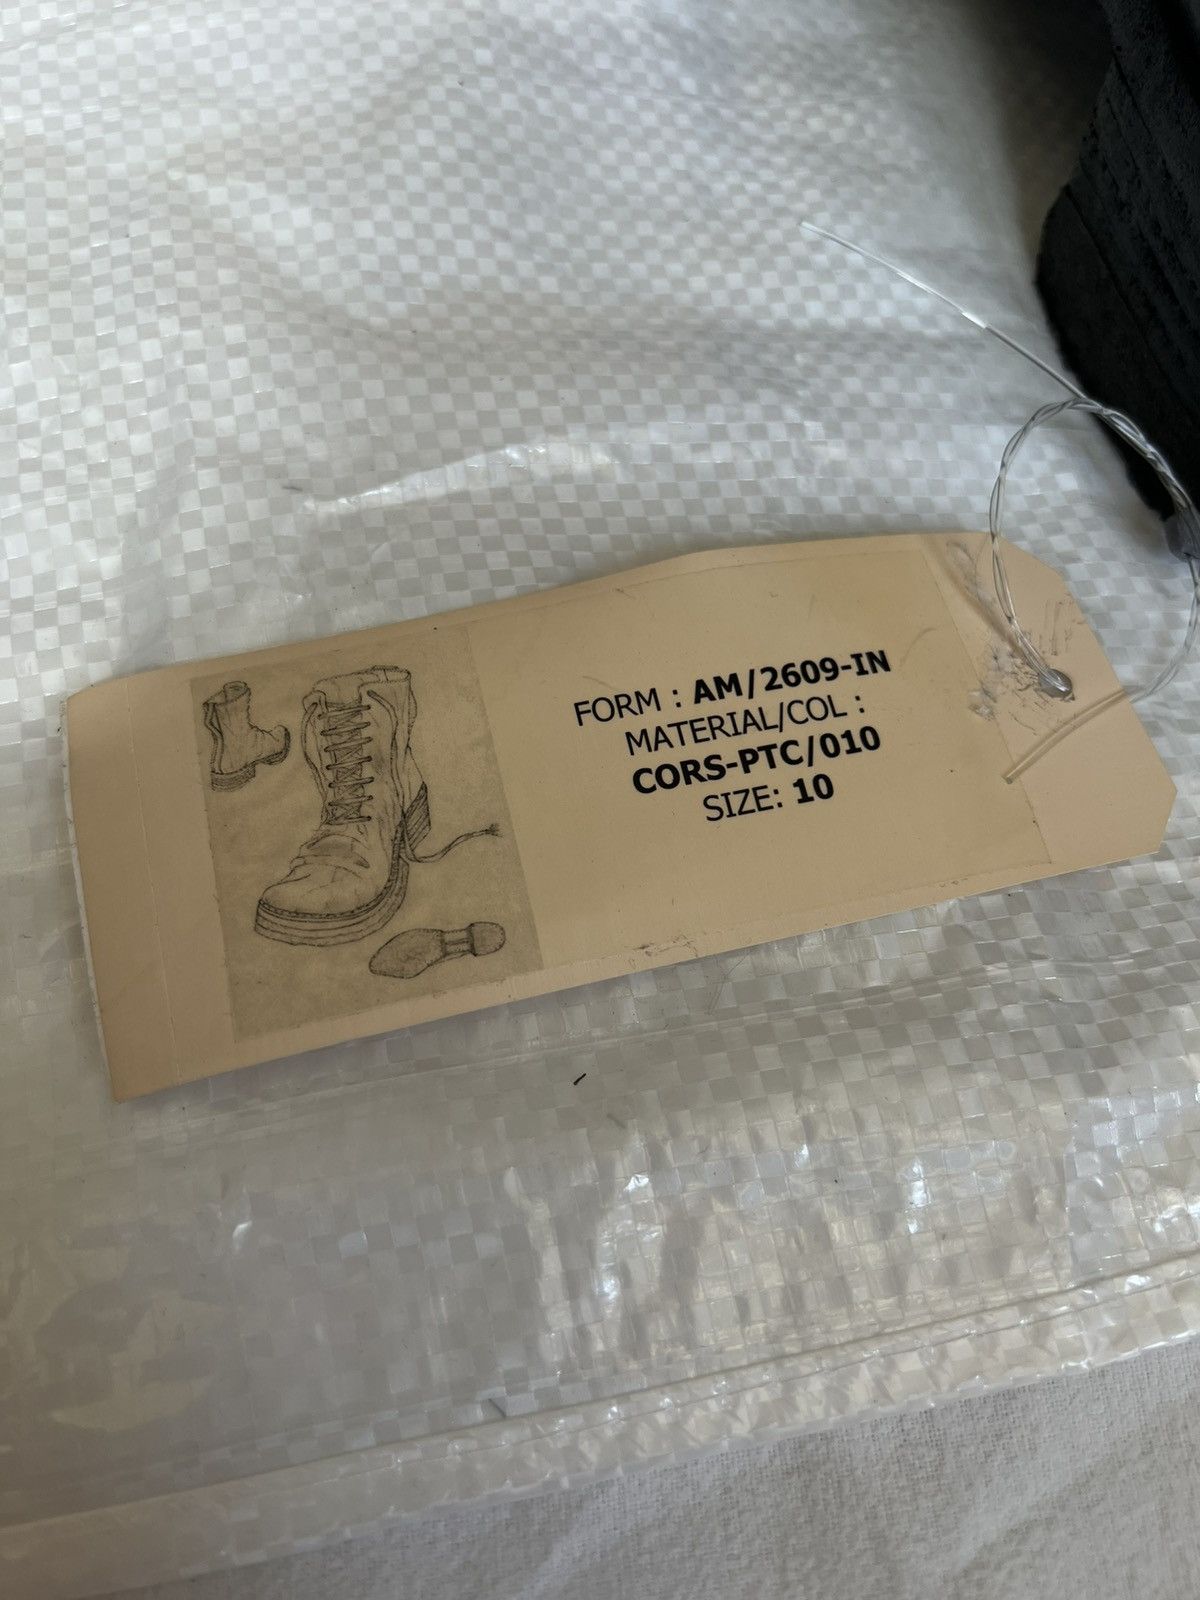 FORM : AM/2609-IN
MATERIAL/COL :
CORS-PTC/010
SIZE: 10